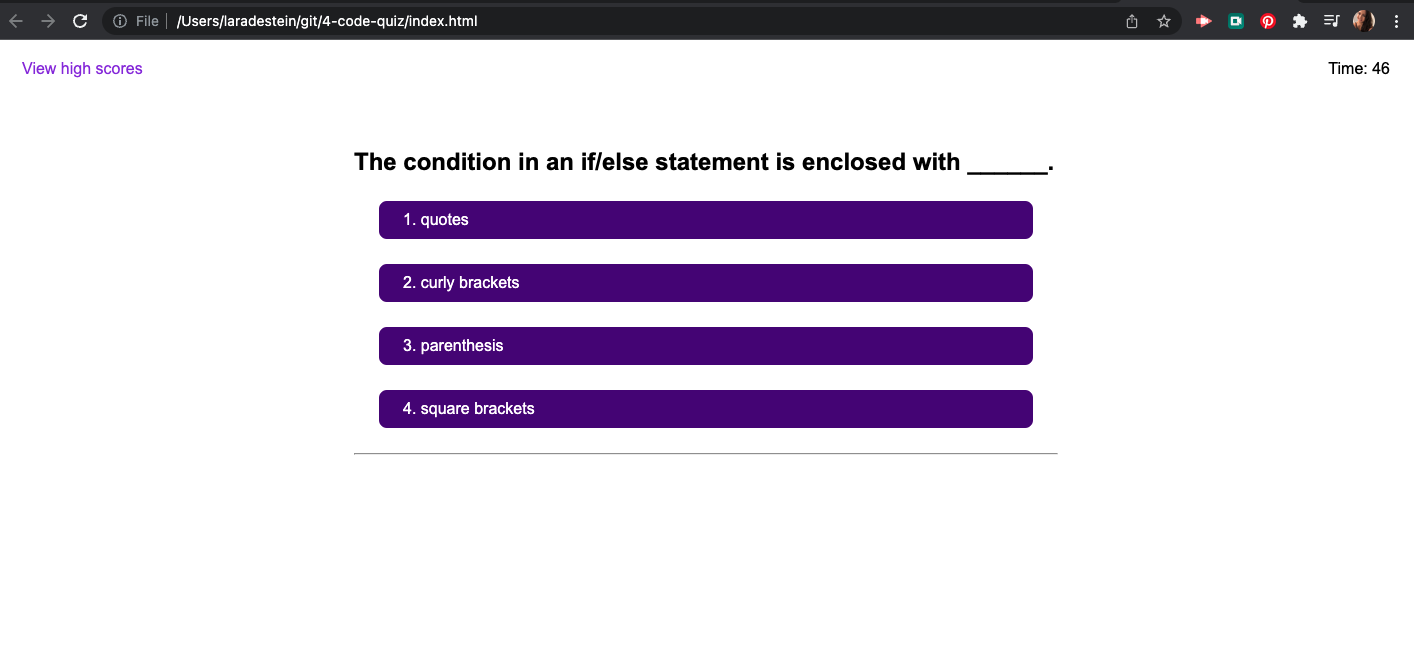 File | /Users/laradestein/git/4-code-quiz/index.html
View high scores
Time: 46
The condition in an if/else statement is enclosed with ______.
1. quotes
2. curly brackets
3. parenthesis
4. square brackets